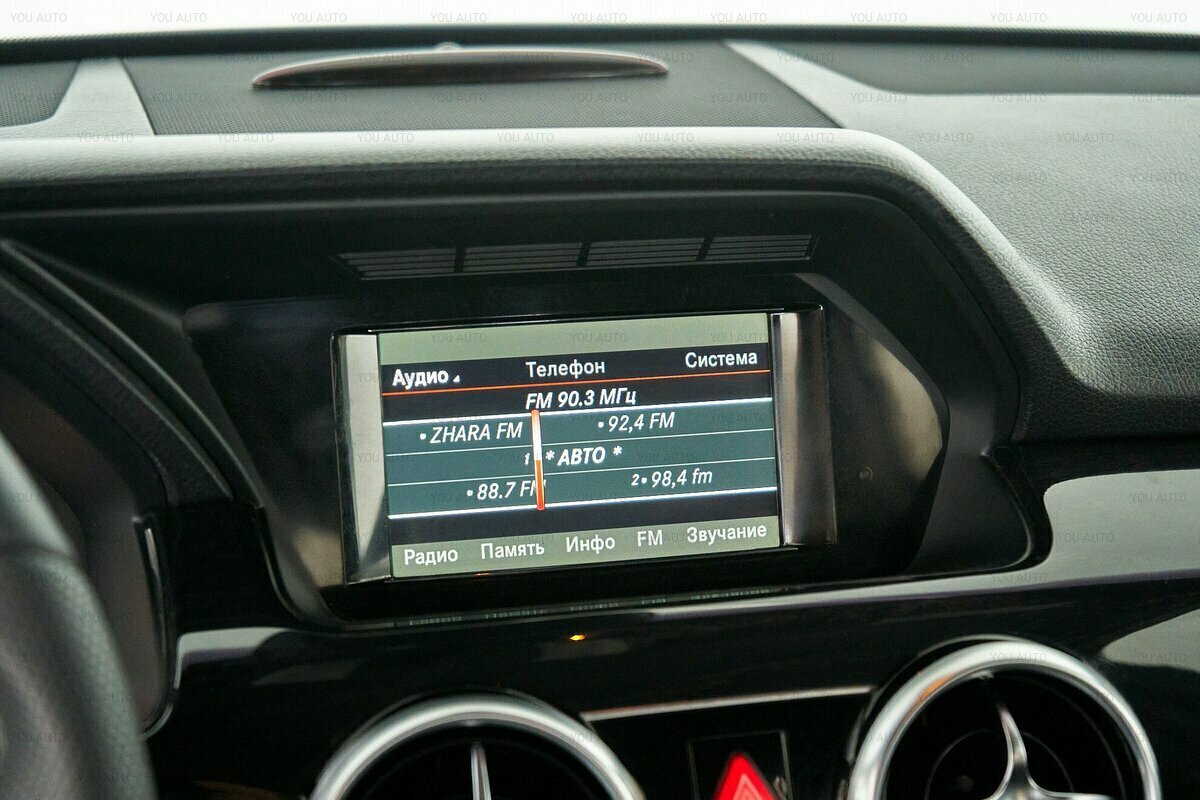 Аудио Телефон Система
FM 90.3 МГц
• ZHARA FM • 92,4 FM
1 * АВТО *
• 88.7 FM 2• 98,4 fm
Радио Память Инфо FM Звучание
YOU AUTO